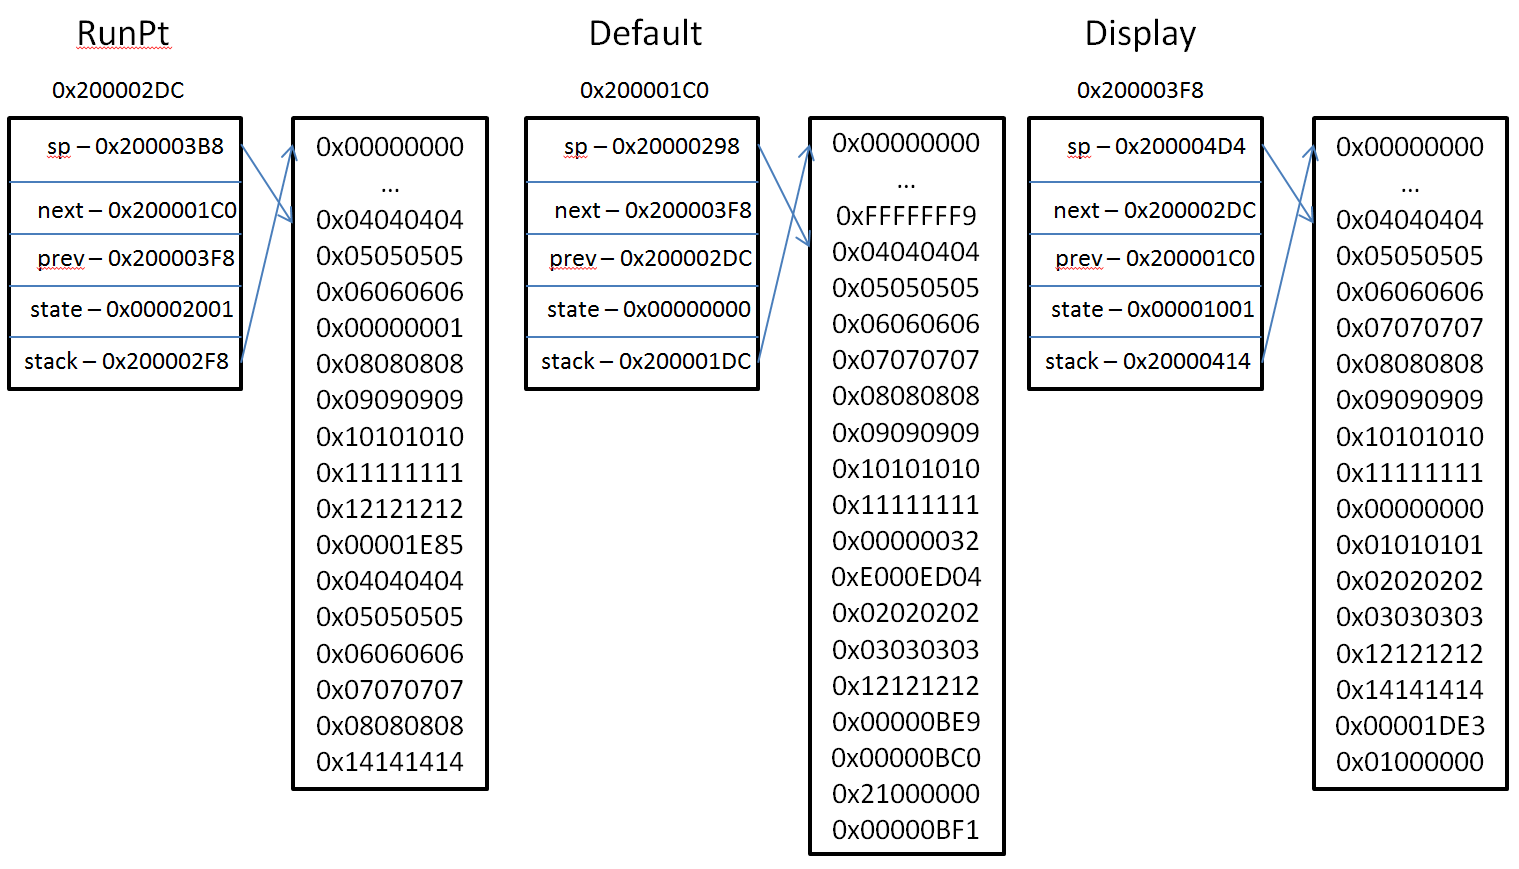 RunPt
0x200002DC
sp – 0x200003B8
next – 0x200001C0
prev – 0x200003F8
state – 0x00002001
stack – 0x200002F8
0x00000000
...
0x04040404
0x05050505
0x06060606
0x00000001
0x08080808
0x09090909
0x10101010
0x11111111
0x12121212
0x00001E85
0x04040404
0x05050505
0x06060606
0x07070707
0x08080808
0x14141414
Default
0x200001C0
sp – 0x20000298
next – 0x200003F8
prev – 0x200002DC
state – 0x00000000
stack – 0x200001DC
0x00000000
...
0xFFFFFFF9
0x04040404
0x05050505
0x06060606
0x07070707
0x08080808
0x09090909
0x10101010
0x11111111
0x00000032
0xE000ED04
0x02020202
0x03030303
0x12121212
0x00000BE9
0x00000BC0
0x21000000
0x00000BF1
Display
0x200003F8
sp – 0x200004D4
next – 0x200002DC
prev – 0x200001C0
state – 0x00001001
stack – 0x20000414
0x00000000
...
0x04040404
0x05050505
0x06060606
0x07070707
0x08080808
0x09090909
0x10101010
0x11111111
0x00000000
0x01010101
0x02020202
0x03030303
0x12121212
0x14141414
0x00001DE3
0x01000000